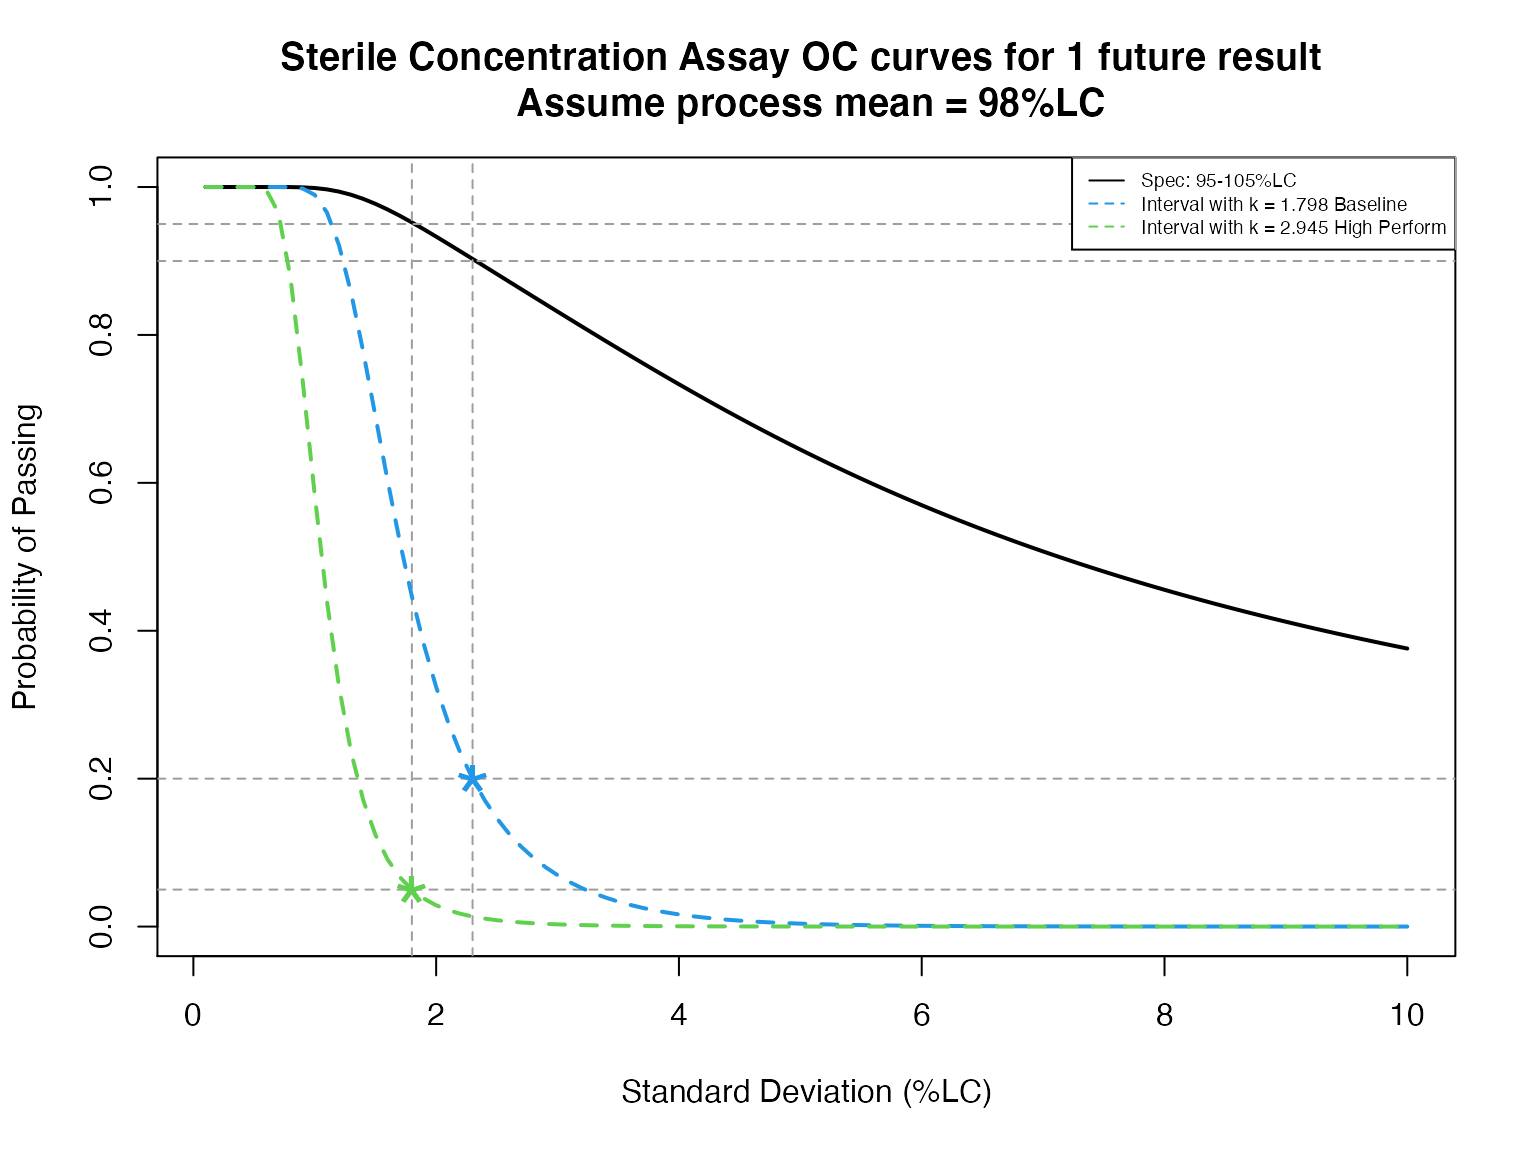 Sterile Concentration Assay OC curves for 1 future result
Assume process mean = 98%LC
Spec: 95-105%LC
Interval with k = 1.798 Baseline
Interval with k = 2.945 High Perform
Probability of Passing
1.0
0.8
0.6
0.4
0.2
0.0
0 2 4 6 8 10
Standard Deviation (%LC)